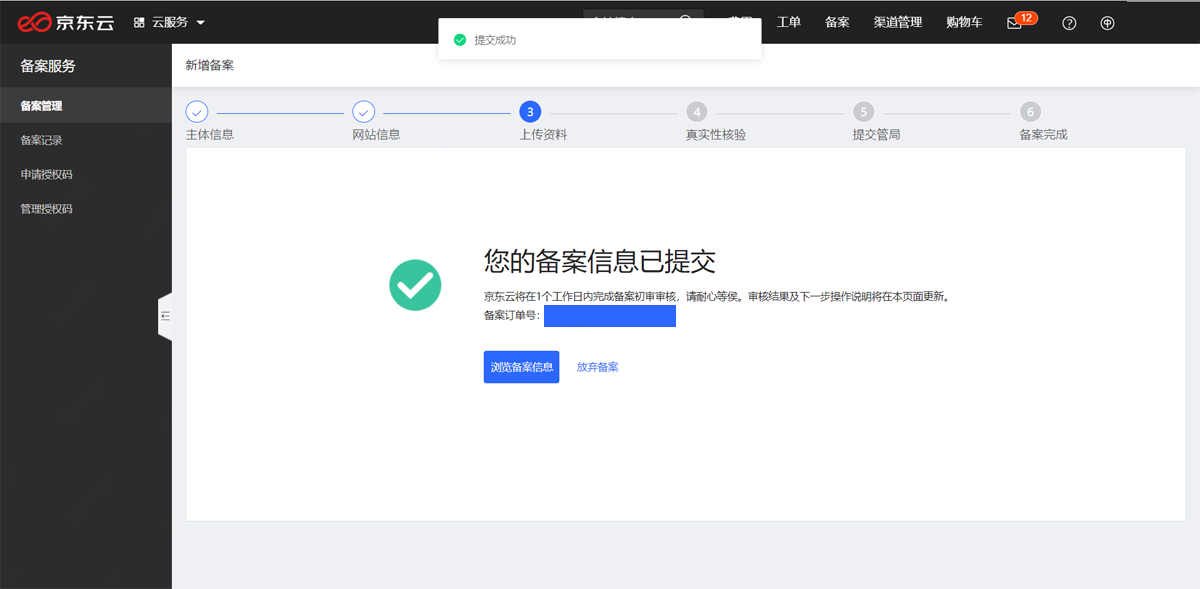 京东云
云服务
工单
备案
渠道管理
购物车
12
提交成功
备案服务
备案管理
备案记录
申请授权码
管理授权码
新增备案
3
4
5
6
主体信息
网站信息
上传资料
真实性核验
提交管局
备案完成
您的备案信息已提交
京东云将在1个工作日内完成备案初审审核，请耐心等侯。审核结果及下一步操作说明将在本页面更新。
备案订单号：
浏览备案信息
放弃备案